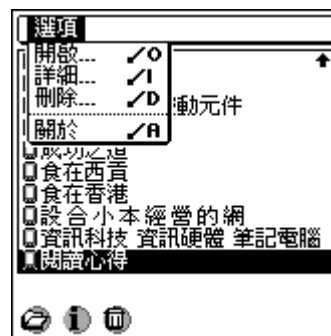 選項
開啟... ／O
詳細... ／I
刪除... ／D
動元件
關於 ／A
成功之道
食在西貢
食在香港
設合小本經營的網
資訊科技 資訊硬體 筆記電腦
閱讀心得